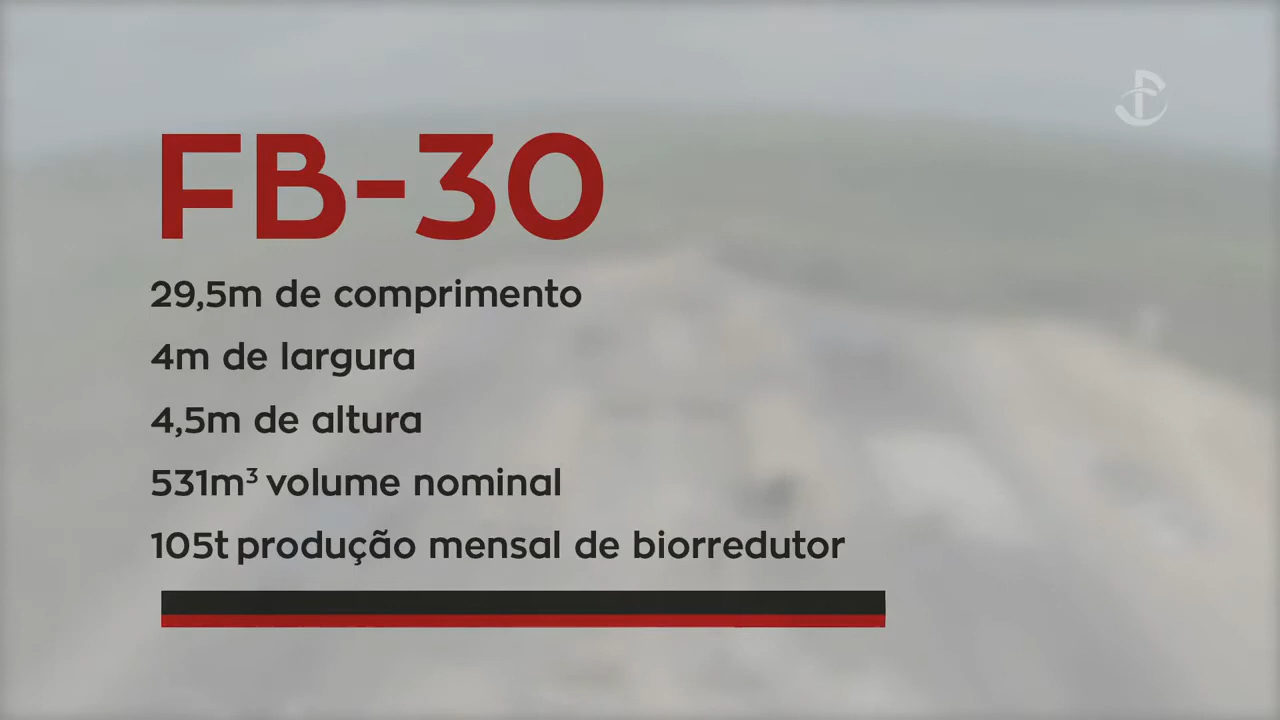 FB-30
29,5m de comprimento
4m de largura
4,5m de altura
531m³ volume nominal
105t produção mensal de biorredutor